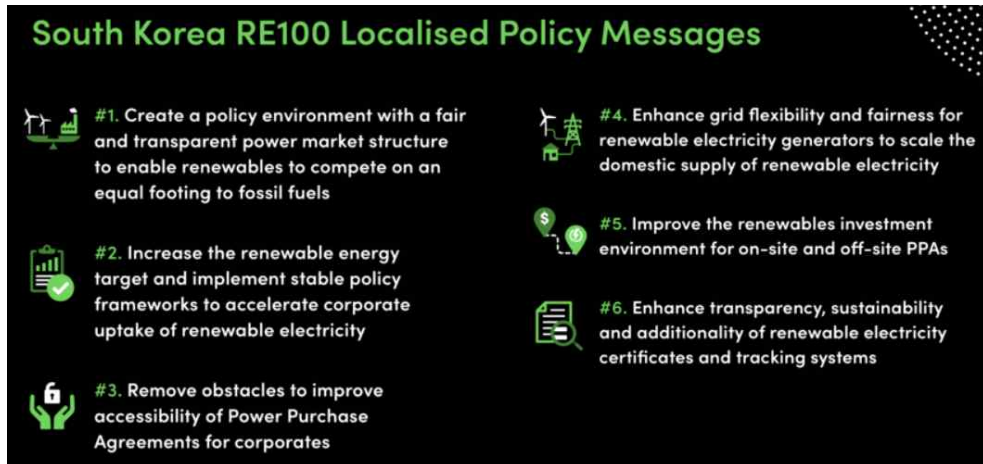 South Korea RE100 Localised Policy Messages
#1. Create a policy environment with a fair
and transparent power market structure
to enable renewables to compete on an
equal footing to fossil fuels
#2. Increase the renewable energy
target and implement stable policy
frameworks to accelerate corporate
uptake of renewable electricity
#3. Remove obstacles to improve
accessibility of Power Purchase
Agreements for corporates
#4. Enhance grid flexibility and fairness for
renewable electricity generators to scale the
domestic supply of renewable electricity
#5. Improve the renewables investment
environment for on-site and off-site PPAs
#6. Enhance transparency, sustainability
and additionality of renewable electricity
certificates and tracking systems